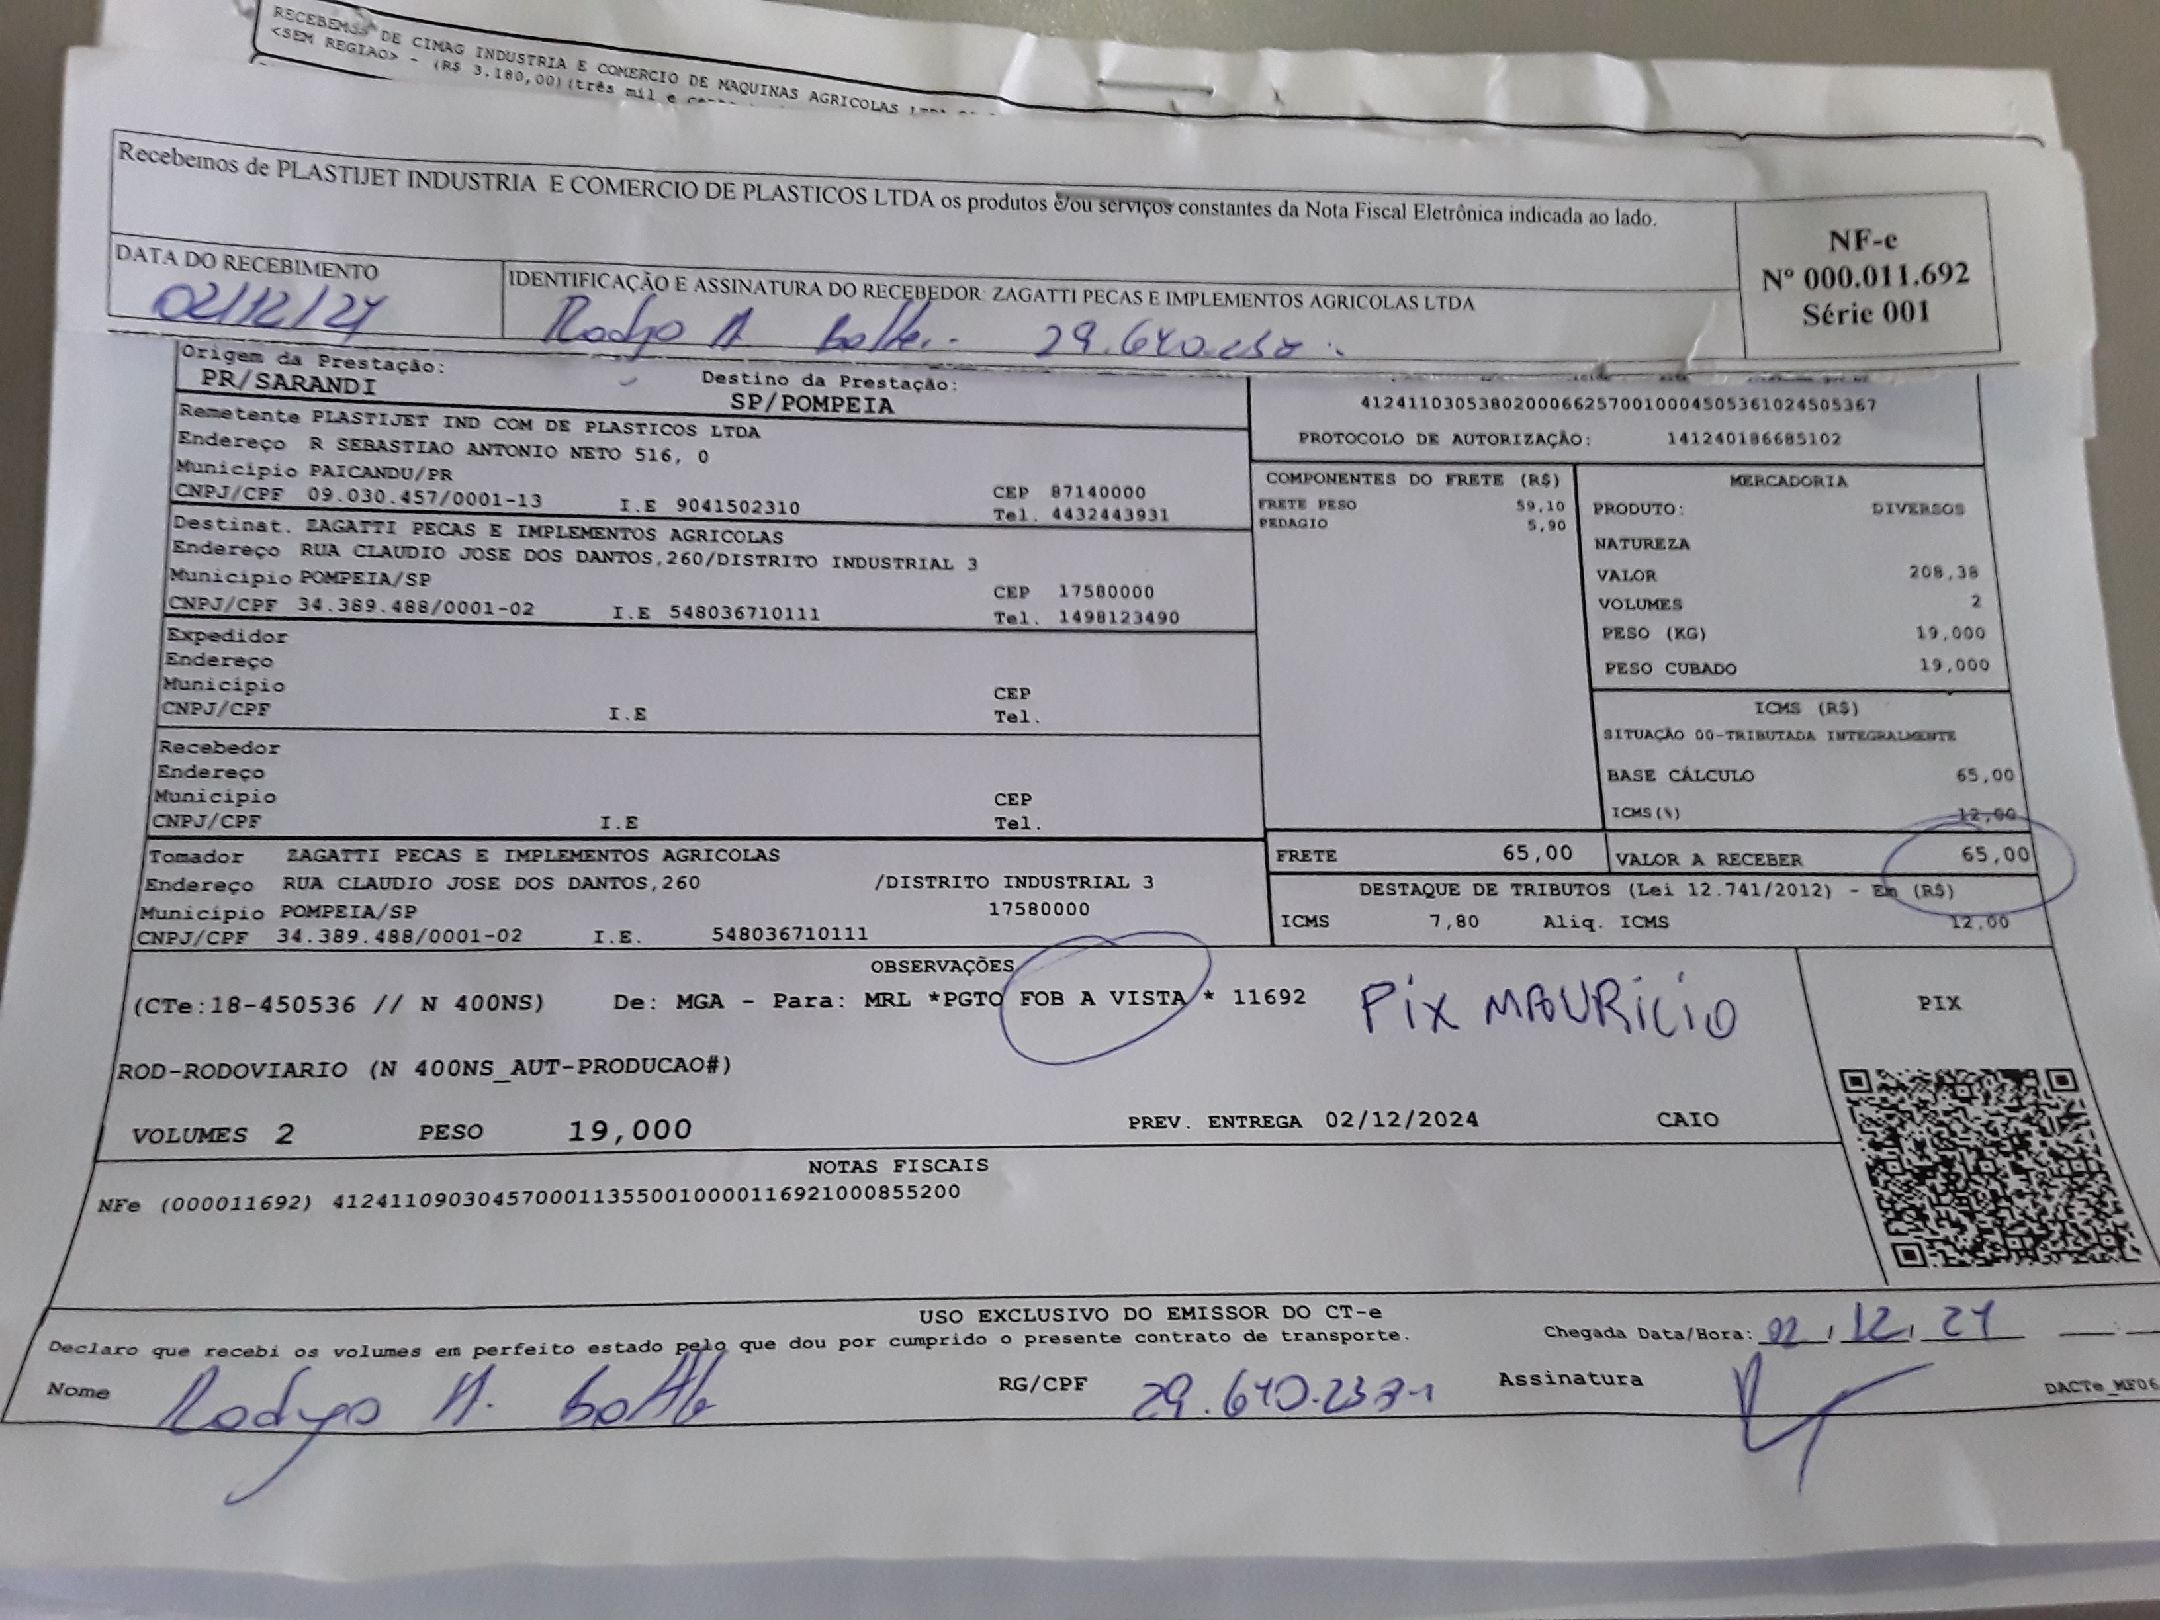 RECEBEMOS DE CIMAG INDUSTRIA E COMERCIO DE MAQUINAS AGRICOLAS
<SEM REGIAO> - (R$ 3.180,00)(três mil e
Recebemos de PLASTIJET INDUSTRIA E COMERCIO DE PLASTICOS LTDA os produtos e/ou serviços constantes da Nota Fiscal Eletrônica indicada ao lado.
NF-e
Nº 000.011.692
Série 001
DATA DO RECEBIMENTO
02/12/24
IDENTIFICAÇÃO E ASSINATURA DO RECEBEDOR: ZAGATTI PECAS E IMPLEMENTOS AGRICOLAS LTDA
Rodrygo A 29.640.
Origem da Prestação:
PR/SARANDI
Destino da Prestação:
SP/POMPEIA
Remetente PLASTIJET IND COM DE PLASTICOS LTDA
Endereço R SEBASTIAO ANTONIO NETO 516, 0
Município PAICANDU/PR
CEP 87140000
CNPJ/CPF 09.030.457/0001-13 I.E 9041502310 Tel. 4432443931
Destinat. ZAGATTI PECAS E IMPLEMENTOS AGRICOLAS
Endereço RUA CLAUDIO JOSE DOS DANTOS,260/DISTRITO INDUSTRIAL 3
Município POMPEIA/SP CEP 17580000
CNPJ/CPF 34.389.488/0001-02 I.E 548036710111 Tel. 1498123490
Expedidor
Endereço
Município CEP
CNPJ/CPF I.E Tel.
Recebedor
Endereço
Município CEP
CNPJ/CPF I.E Tel.
Tomador ZAGATTI PECAS E IMPLEMENTOS AGRICOLAS
Endereço RUA CLAUDIO JOSE DOS DANTOS,260 /DISTRITO INDUSTRIAL 3
Município POMPEIA/SP 17580000
CNPJ/CPF 34.389.488/0001-02 I.E. 548036710111
41241103053802000662570010004505361024505367
PROTOCOLO DE AUTORIZAÇÃO: 141240186685102
COMPONENTES DO FRETE (R$)
FRETE PESO 59,10
PEDAGIO 5,90
MERCADORIA
PRODUTO: DIVERSOS
NATUREZA
VALOR 208,38
VOLUMES 2
PESO (KG) 19,000
PESO CUBADO 19,000
ICMS (R$)
SITUAÇÃO 00-TRIBUTADA INTEGRALMENTE
BASE CÁLCULO 65,00
ICMS(%) 12,00
FRETE 65,00 VALOR A RECEBER 65,00
DESTAQUE DE TRIBUTOS (Lei 12.741/2012) - Em (R$)
ICMS 7,80 Aliq. ICMS 12,00
OBSERVAÇÕES
(CTe:18-450536 // N 400NS) De: MGA - Para: MRL *PGTO FOB A VISTA * 11692
PIX MAURICIO
PIX
ROD-RODOVIARIO (N 400NS_AUT-PRODUCAO#)
VOLUMES 2 PESO 19,000 PREV. ENTREGA 02/12/2024 CAIO
NOTAS FISCAIS
NFe (000011692) 41241109030457000113550010000116921000855200
USO EXCLUSIVO DO EMISSOR DO CT-e
Declaro que recebi os volumes em perfeito estado pelo que dou por cumprido o presente contrato de transporte.
Chegada Data/Hora: 02/12/24
Nome Rodrygo A. RG/CPF 29.640.233-1 Assinatura
DACTe_MF06